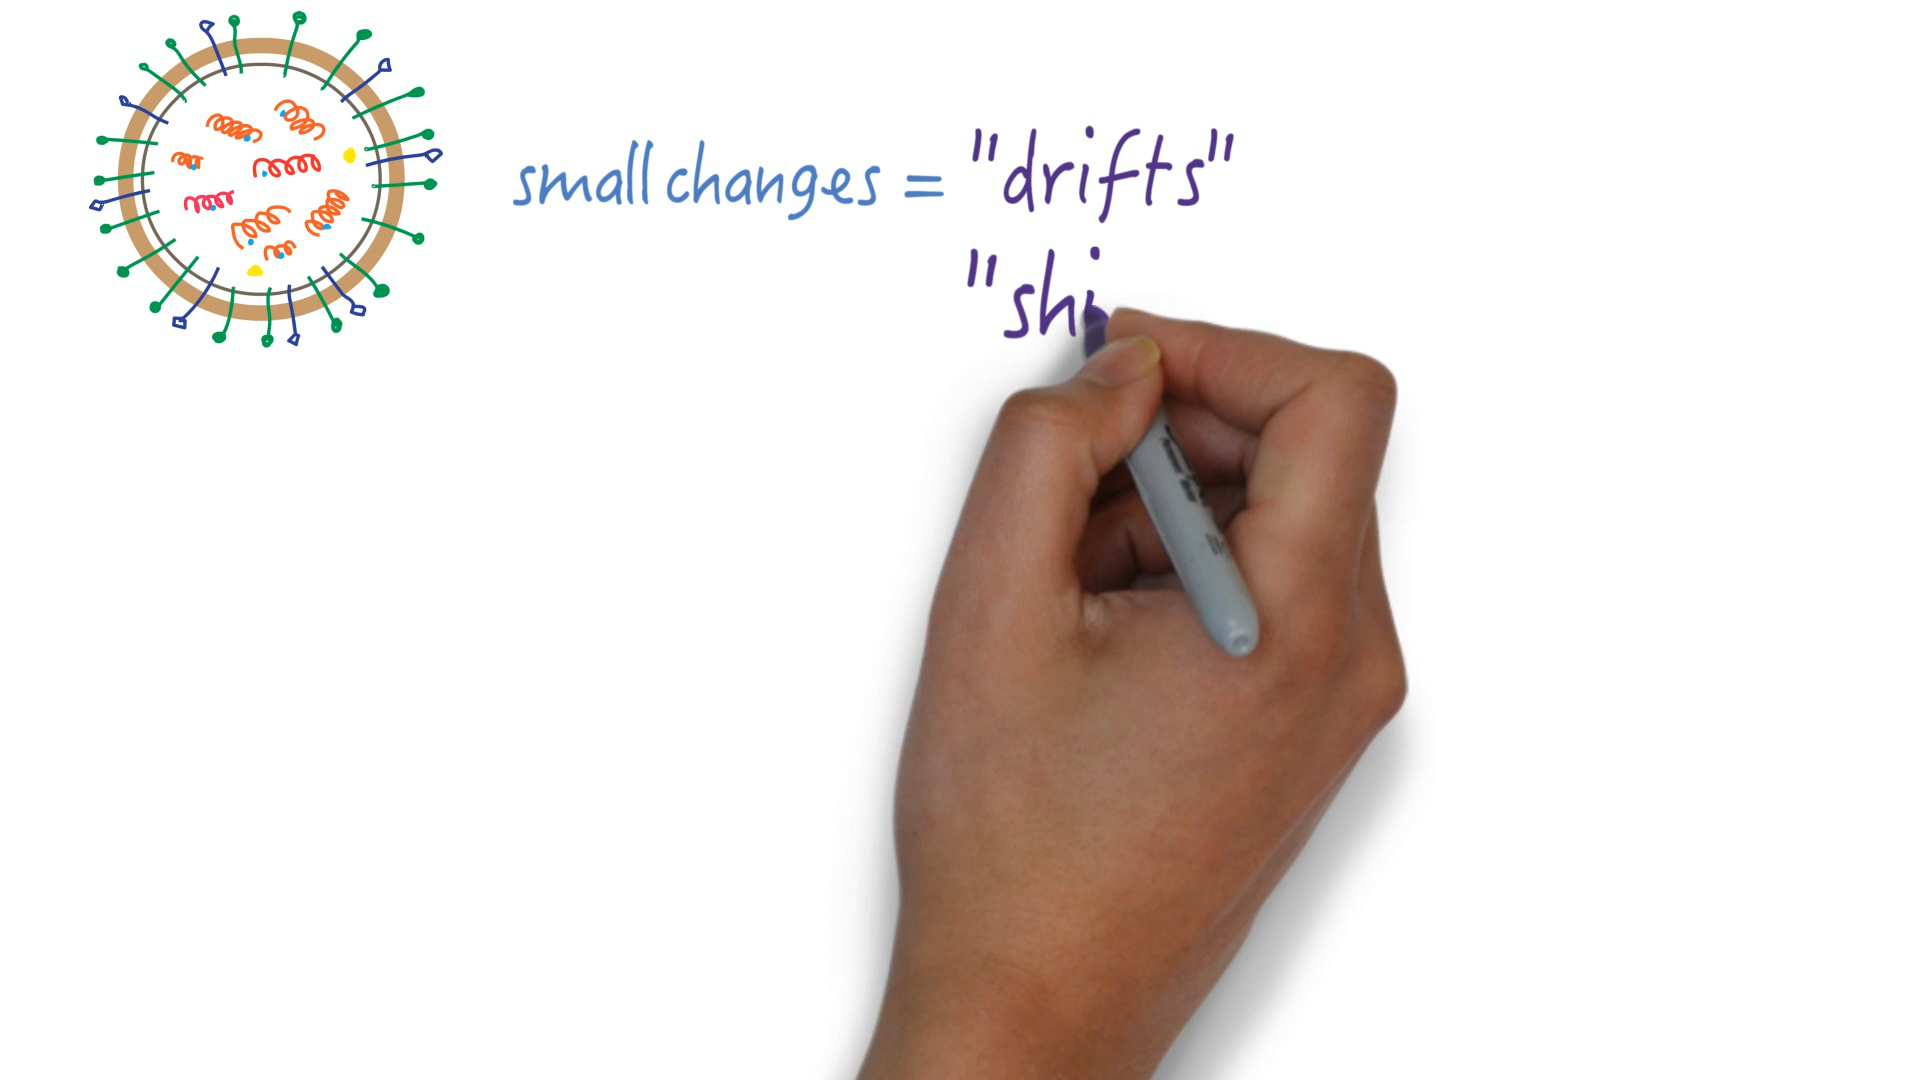 small changes = "drifts"
"shi